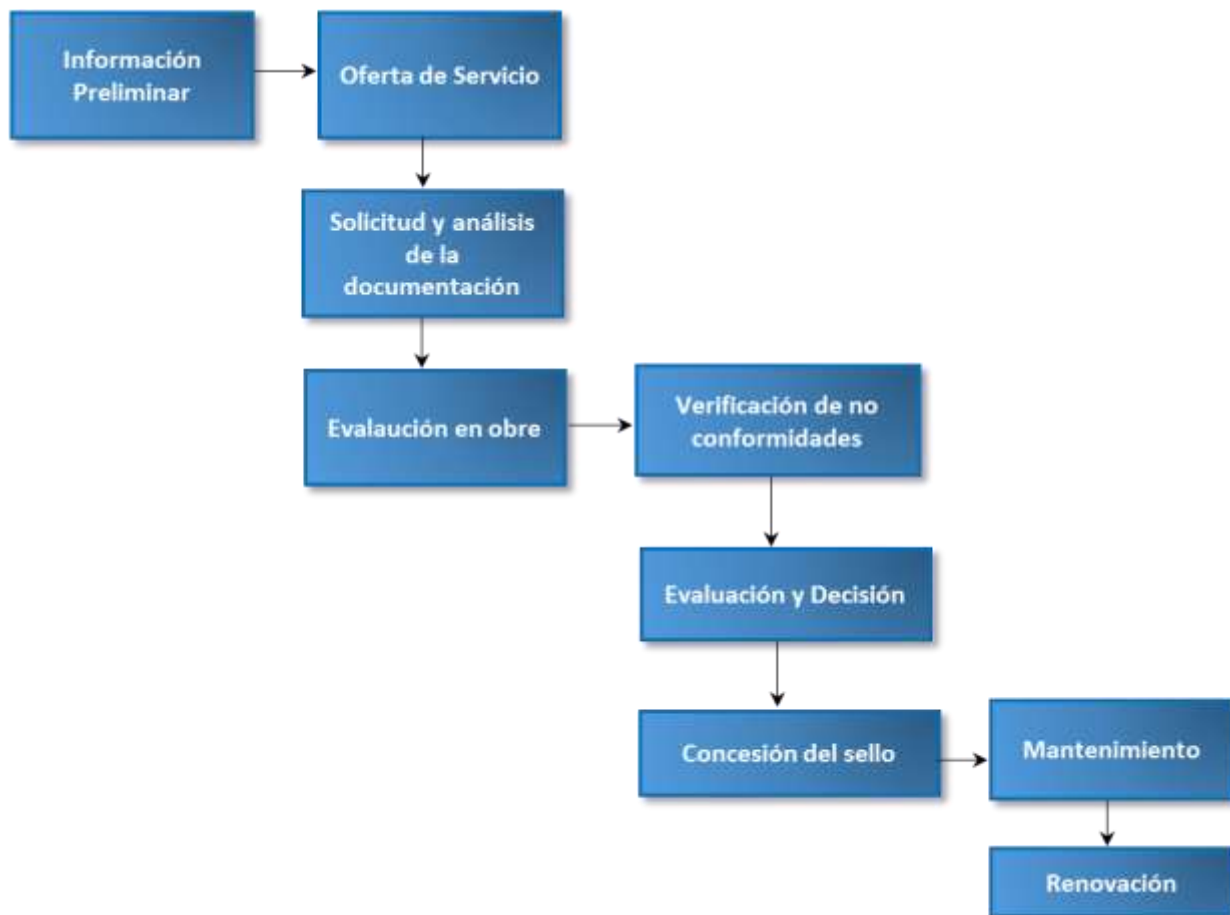 Información
Preliminar
Oferta de Servicio
Solicitud y análisis
de la
documentación
Evalaución en obre
Verificación de no
conformidades
Evaluación y Decisión
Concesión del sello
Mantenimiento
Renovación